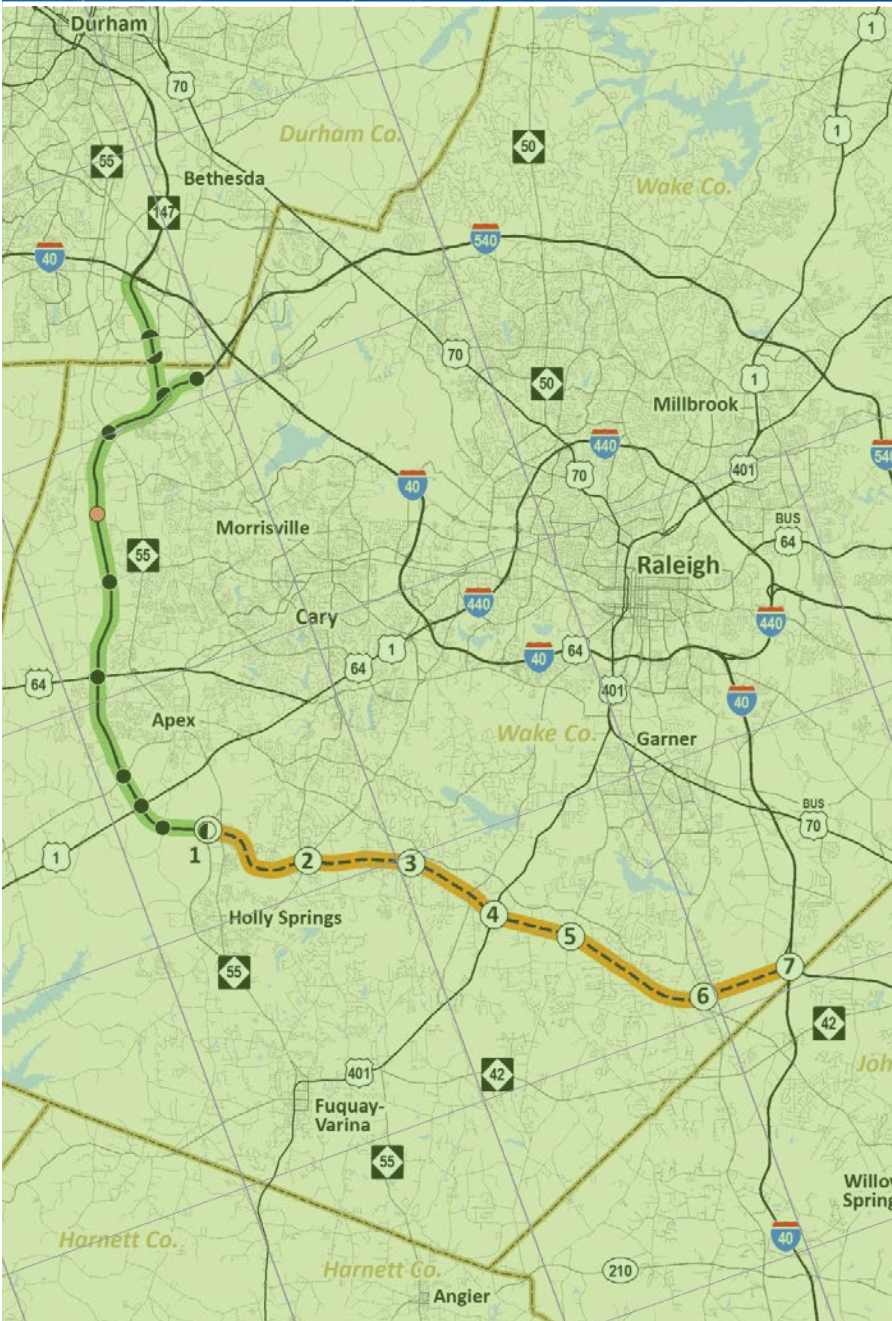 Durham
1
70
Durham Co.
50
1
55
Bethesda
Wake Co.
147
540
40
70
1
50
Millbrook
440
70
401
540
40
Morrisville
BUS
64
55
Raleigh
440
Cary
440
1
64
40
64
64
401
40
Apex
Wake Co.
Garner
BUS
70
1
1
2
3
Holly Springs
4
5
55
7
6
42
401
42
Fuquay-
Varina
55
Harnett Co.
40
Harnett Co.
210
Angier